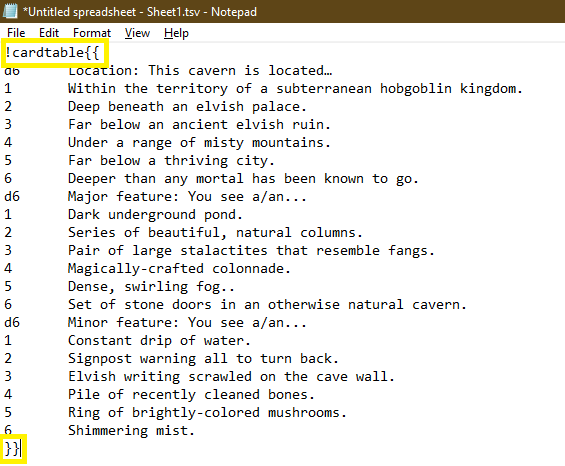 *Untitled spreadsheet - Sheet1.tsv - Notepad
File Edit Format View Help
!cardtable{{
d6 Location: This cavern is located…
1 Within the territory of a subterranean hobgoblin kingdom.
2 Deep beneath an elvish palace.
3 Far below an ancient elvish ruin.
4 Under a range of misty mountains.
5 Far below a thriving city.
6 Deeper than any mortal has been known to go.
d6 Major feature: You see a/an...
1 Dark underground pond.
2 Series of beautiful, natural columns.
3 Pair of large stalactites that resemble fangs.
4 Magically-crafted colonnade.
5 Dense, swirling fog..
6 Set of stone doors in an otherwise natural cavern.
d6 Minor feature: You see a/an...
1 Constant drip of water.
2 Signpost warning all to turn back.
3 Elvish writing scrawled on the cave wall.
4 Pile of recently cleaned bones.
5 Ring of brightly-colored mushrooms.
6 Shimmering mist.
}}